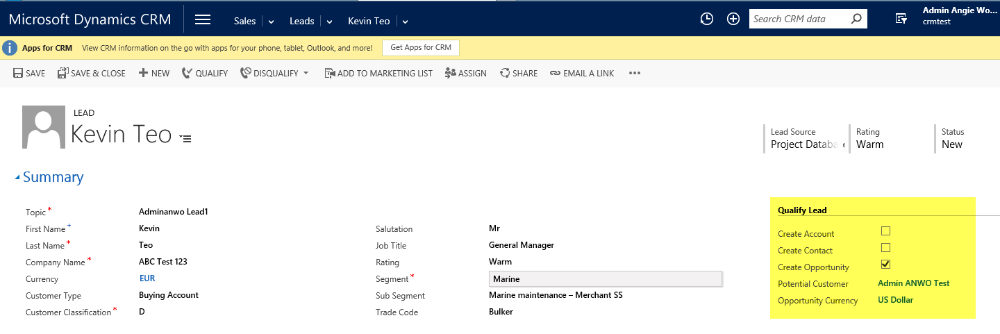 Microsoft Dynamics CRM Sales Leads Kevin Teo Search CRM data Admin Angie Wo...
crmtest
Apps for CRM View CRM information on the go with apps for your phone, tablet, Outlook, and more! Get Apps for CRM
SAVE SAVE & CLOSE NEW QUALIFY DISQUALIFY ADD TO MARKETING LIST ASSIGN SHARE EMAIL A LINK ...
LEAD
Kevin Teo
Lead Source Rating Status
Project Databa Warm New
Summary
Qualify Lead
Topic * Adminanwo Lead1
First Name + Kevin Salutation Mr Create Account
Last Name * Teo Job Title General Manager Create Contact
Company Name * ABC Test 123 Rating Warm Create Opportunity
Currency EUR Segment * Marine Potential Customer Admin ANWO Test
Customer Type Buying Account Sub Segment Marine maintenance – Merchant SS Opportunity Currency US Dollar
Customer Classification * D Trade Code Bulker